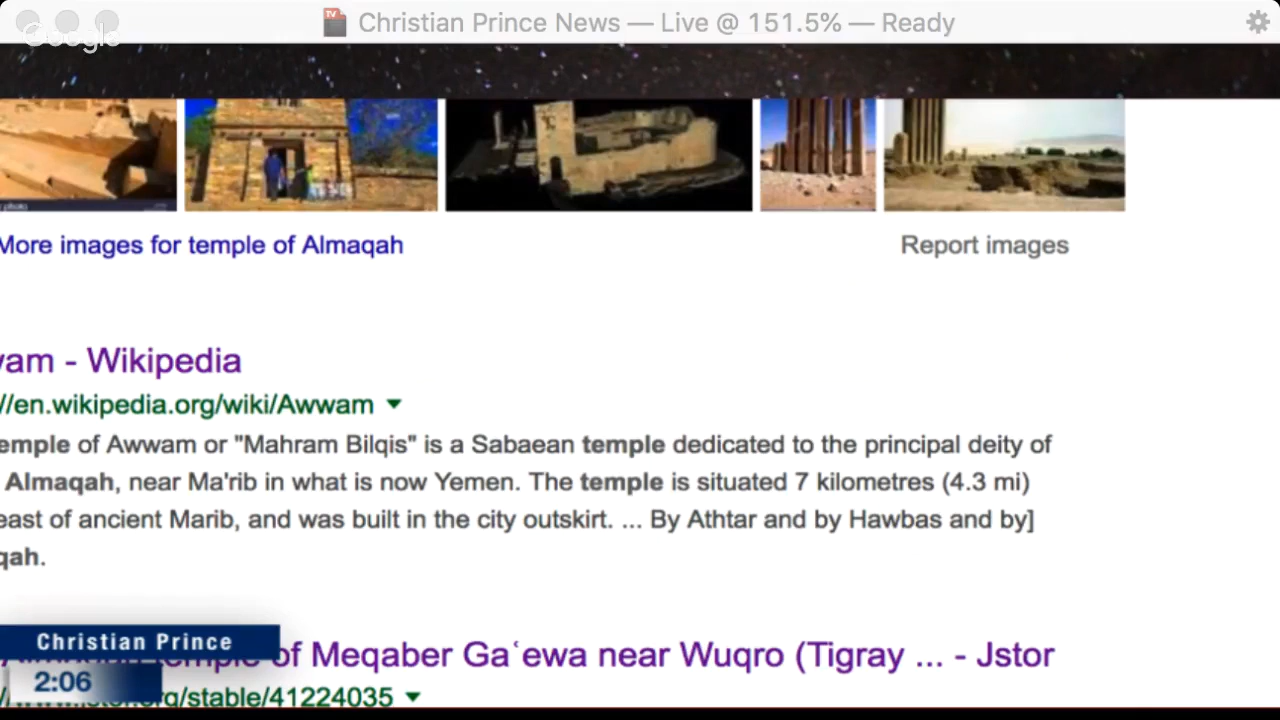 Christian Prince News — Live @ 151.5% — Ready
Google
photo
More images for temple of Almaqah
Report images
wam - Wikipedia
//en.wikipedia.org/wiki/Awwam
emple of Awwam or "Mahram Bilqis" is a Sabaean temple dedicated to the principal deity of
Almaqah, near Ma'rib in what is now Yemen. The temple is situated 7 kilometres (4.3 mi)
east of ancient Marib, and was built in the city outskirt. ... By Athtar and by Hawbas and by]
qah.
Christian Prince
temple of Meqaber Gaʿewa near Wuqro (Tigray ... - Jstor
2:06
/stable/41224035